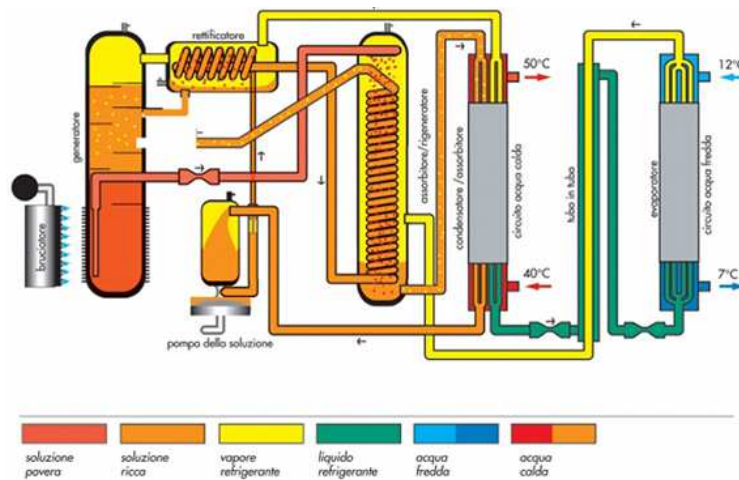 rettificatore
generatore
bruciatore
pompa della soluzione
assorbitore/rigeneratore
condensatore /assorbitore
circuito acqua calda
50°C
40°C
tubo in tubo
evaporatore
circuito acqua fredda
12°C
7°C
soluzione
povera
soluzione
ricca
vapore
refrigerante
liquido
refrigerante
acqua
fredda
acqua
calda